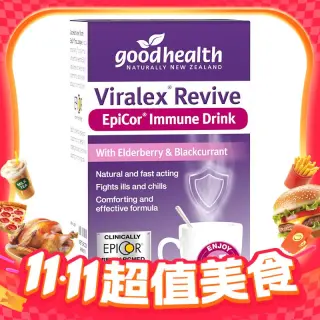 goodhealth
NATURALLY NEW ZEALAND
Viralex® Revive
EpiCor® Immune Drink
With Elderberry & Blackcurrant
Natural and fast acting
Fights ills and chills
Comforting and
effective formula
CLINICALLY
EPICOR
ENJOY
11.11超值美食